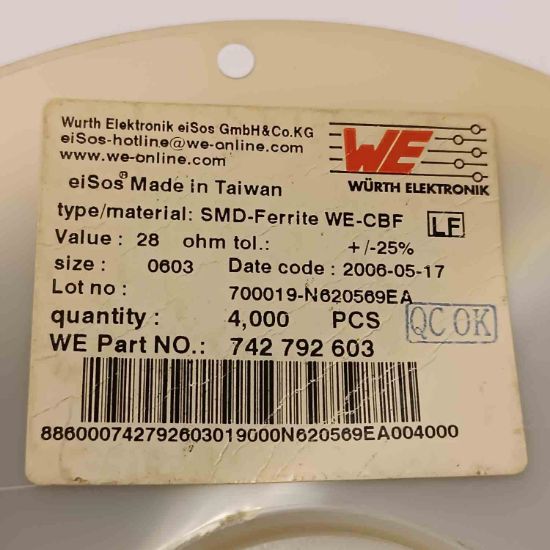 Wurth Elektronik eiSos GmbH&Co.KG
eiSos-hotline@we-online.com
www.we-online.com
WE
WÜRTH ELEKTRONIK
eiSos® Made in Taiwan
type/material: SMD-Ferrite WE-CBF LF
Value : 28 ohm tol.: +/-25%
size : 0603 Date code : 2006-05-17
Lot no : 700019-N620569EA
quantity : 4,000 PCS QC OK
WE Part NO.: 742 792 603
8860007427926030190000N620569EA004000